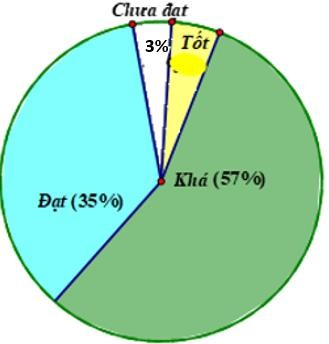 Chưa đạt
3% Tốt
Khá (57%)
Đạt (35%)